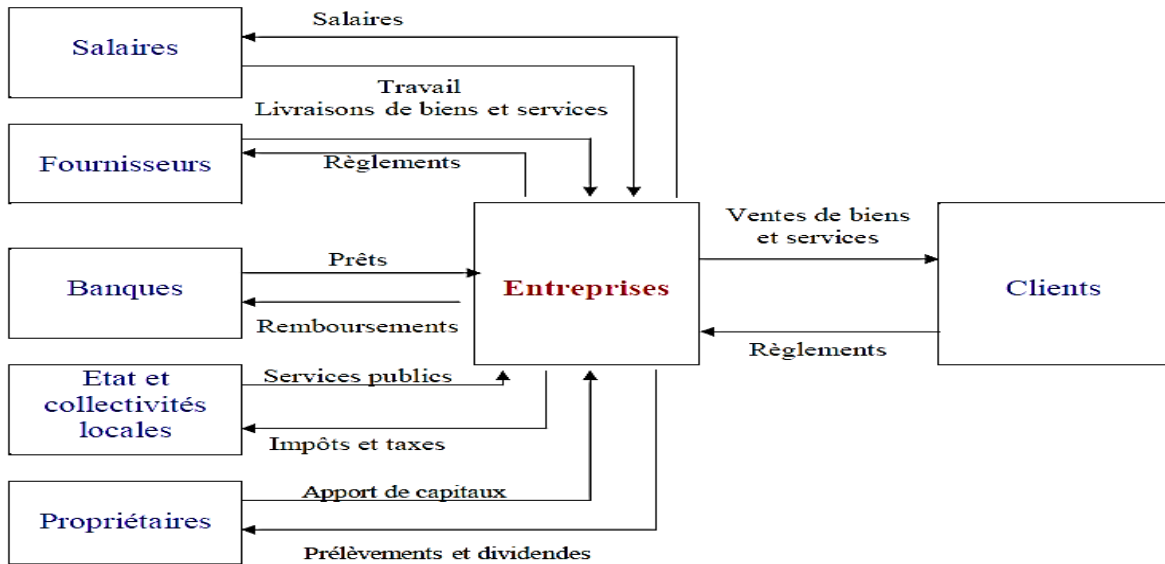 Salaires
Salaires
Travail
Livraisons de biens et services
Fournisseurs
Règlements
Ventes de biens
et services
Banques
Prêts
Entreprises
Clients
Remboursements
Règlements
Etat et
collectivités
locales
Services publics
Impôts et taxes
Propriétaires
Apport de capitaux
Prélèvements et dividendes